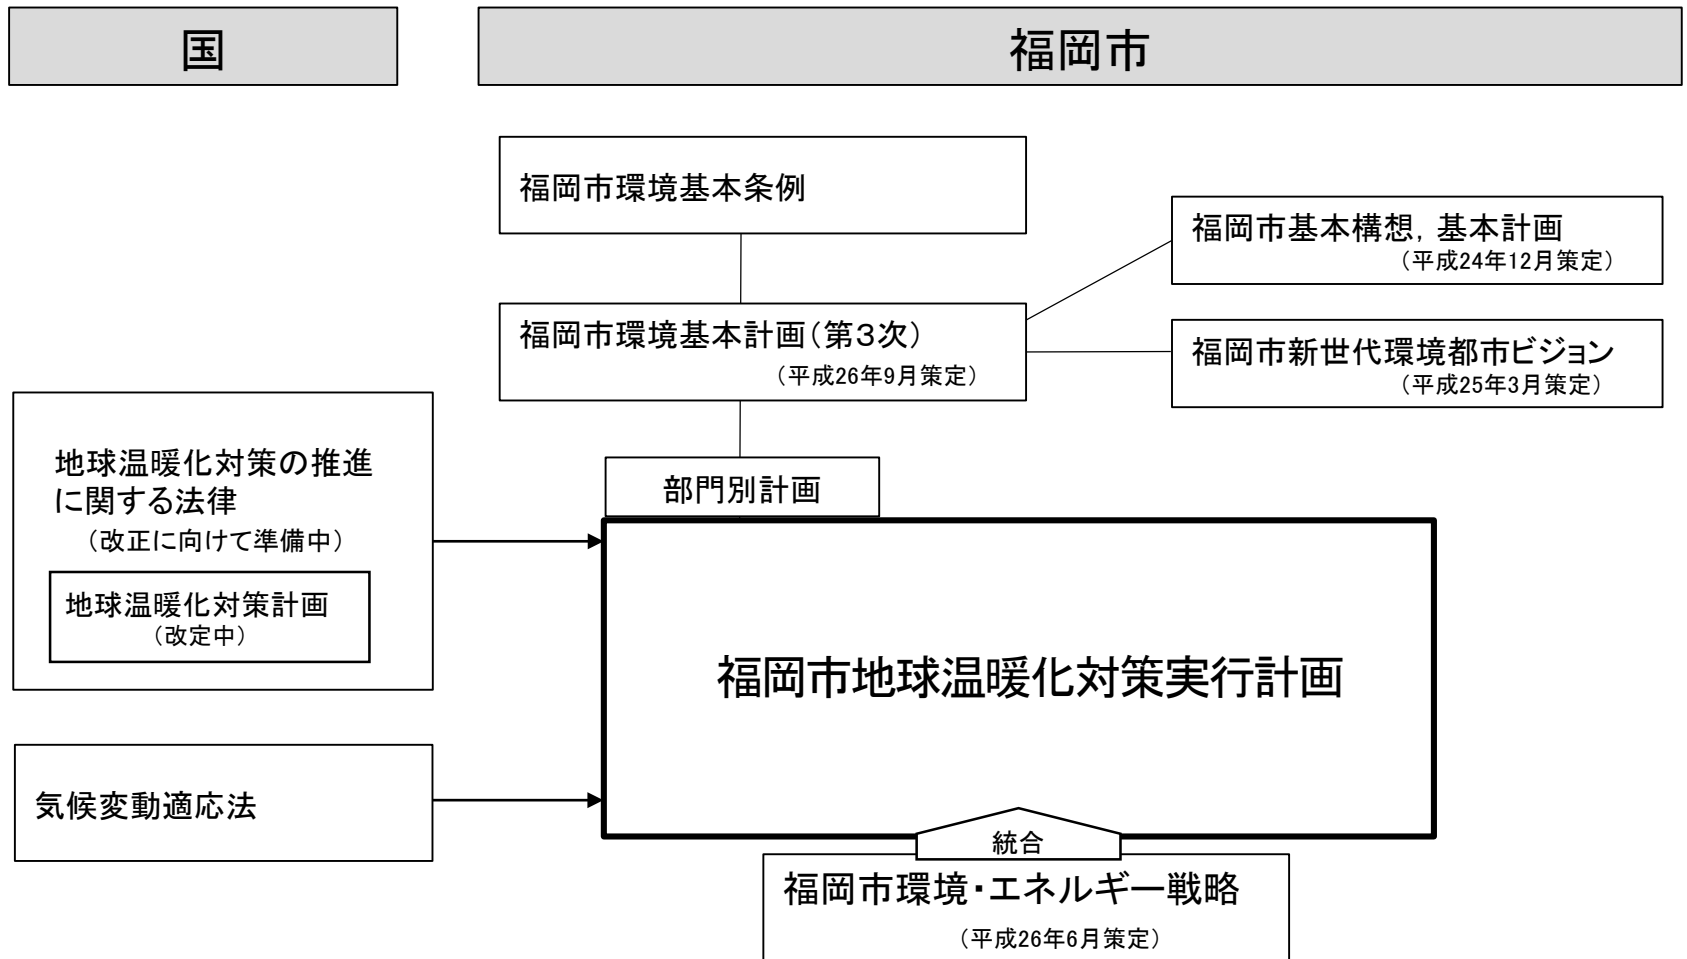 国
福岡市
福岡市環境基本条例
福岡市基本構想，基本計画
（平成24年12月策定）
福岡市環境基本計画（第３次）
（平成26年9月策定）
福岡市新世代環境都市ビジョン
（平成25年3月策定）
地球温暖化対策の推進
に関する法律
（改正に向けて準備中）
地球温暖化対策計画
（改定中）
部門別計画
福岡市地球温暖化対策実行計画
気候変動適応法
統合
福岡市環境・エネルギー戦略
（平成26年6月策定）